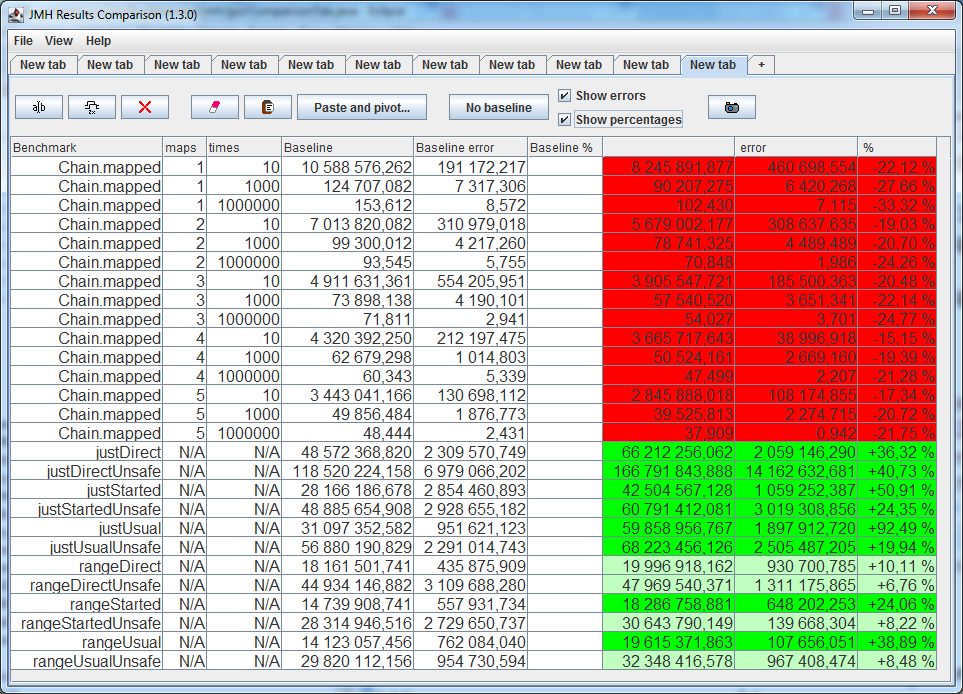 JMH Results Comparison (1.3.0)
File View Help
New tab New tab New tab New tab New tab New tab New tab New tab New tab New tab New tab +
a|b Paste and pivot... No baseline Show errors
Show percentages
Benchmark maps times Baseline Baseline error Baseline % error %
Chain.mapped 1 10 10 588 576,262 191 172,217 8 245 891,877 460 698,554 -22,12 %
Chain.mapped 1 1000 124 707,082 7 317,306 90 207,275 6 420,268 -27,66 %
Chain.mapped 1 1000000 153,612 8,572 102,430 7,115 -33,32 %
Chain.mapped 2 10 7 013 820,082 310 979,018 5 679 002,177 308 637,635 -19,03 %
Chain.mapped 2 1000 99 300,012 4 217,260 78 741,325 4 489,489 -20,70 %
Chain.mapped 2 1000000 93,545 5,755 70,848 1,986 -24,26 %
Chain.mapped 3 10 4 911 631,361 554 205,951 3 905 547,721 185 500,363 -20,48 %
Chain.mapped 3 1000 73 898,138 4 190,101 57 540,520 3 651,341 -22,14 %
Chain.mapped 3 1000000 71,811 2,941 54,027 3,701 -24,77 %
Chain.mapped 4 10 4 320 392,250 212 197,475 3 665 717,643 38 996,918 -15,15 %
Chain.mapped 4 1000 62 679,298 1 014,803 50 524,161 2 669,160 -19,39 %
Chain.mapped 4 1000000 60,343 5,339 47,499 2,207 -21,28 %
Chain.mapped 5 10 3 443 041,166 130 698,112 2 845 888,018 108 174,855 -17,34 %
Chain.mapped 5 1000 49 856,484 1 876,773 39 525,813 2 274,715 -20,72 %
Chain.mapped 5 1000000 48,444 2,431 37,909 0,942 -21,75 %
justDirect N/A N/A 48 572 368,820 2 309 570,749 66 212 256,062 2 059 146,290 +36,32 %
justDirectUnsafe N/A N/A 118 520 224,158 6 979 066,202 166 791 843,888 14 162 632,681 +40,73 %
justStarted N/A N/A 28 166 186,678 2 854 460,893 42 504 567,128 1 059 252,387 +50,91 %
justStartedUnsafe N/A N/A 48 885 654,908 2 928 655,182 60 791 412,081 3 019 308,856 +24,35 %
justUsual N/A N/A 31 097 352,582 951 621,123 59 858 956,767 1 897 912,720 +92,49 %
justUsualUnsafe N/A N/A 56 880 190,829 2 291 014,743 68 223 456,126 2 505 487,205 +19,94 %
rangeDirect N/A N/A 18 161 501,741 435 875,909 19 996 918,162 930 700,785 +10,11 %
rangeDirectUnsafe N/A N/A 44 934 146,882 3 109 688,280 47 969 540,371 1 311 175,865 +6,76 %
rangeStarted N/A N/A 14 739 908,741 557 931,734 18 286 758,881 648 202,253 +24,06 %
rangeStartedUnsafe N/A N/A 28 314 946,516 2 729 650,737 30 643 790,149 139 668,304 +8,22 %
rangeUsual N/A N/A 14 123 057,456 762 084,040 19 615 371,863 107 656,051 +38,89 %
rangeUsualUnsafe N/A N/A 29 820 112,156 954 730,594 32 348 416,578 967 408,474 +8,48 %